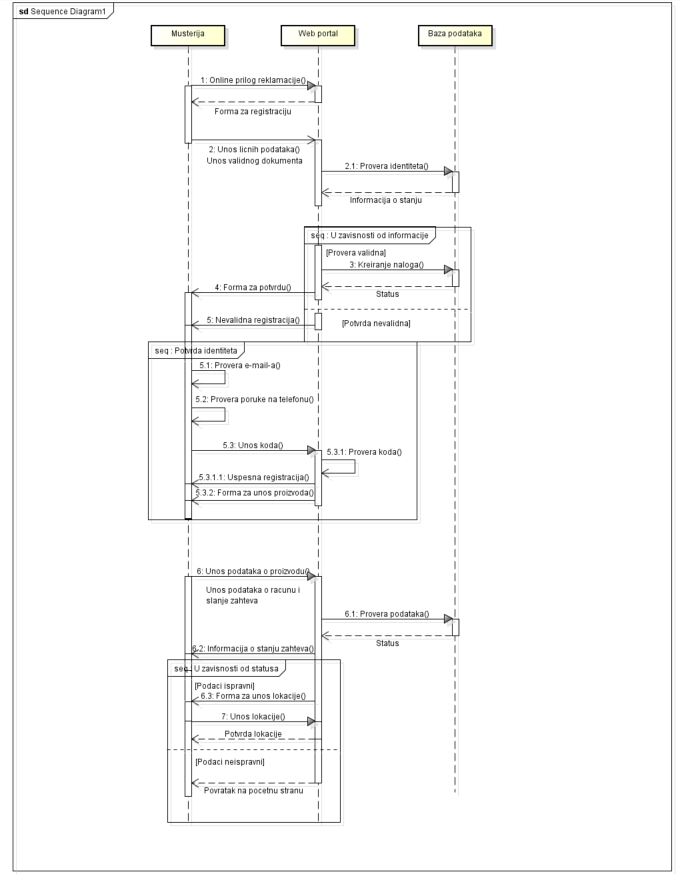 sd Sequence Diagram1
Musterija
Web portal
Baza podataka
1: Online prilog reklamacije()
Forma za registraciju
2: Unos licnih podataka()
Unos validnog dokumenta
2.1: Provera identiteta()
Informacija o stanju
seq : U zavisnosti od informacije
[Provera validna]
3: Kreiranje naloga()
4: Forma za potvrdu()
Status
5: Nevalidna registracija()
[Potvrda nevalidna]
seq : Potvrda identiteta
5.1: Provera e-mail-a()
5.2: Provera poruke na telefonu()
5.3: Unos koda()
5.3.1: Provera koda()
5.3.1.1: Uspesna registracija()
5.3.2: Forma za unos proizvoda()
6: Unos podataka o proizvodu()
Unos podataka o racunu i
slanje zahteva
6.1: Provera podataka()
Status
6.2: Informacija o stanju zahteva()
seq : U zavisnosti od statusa
[Podaci ispravni]
6.3: Forma za unos lokacije()
7: Unos lokacije()
Potvrda lokacije
[Podaci neispravni]
Povratak na pocetnu stranu